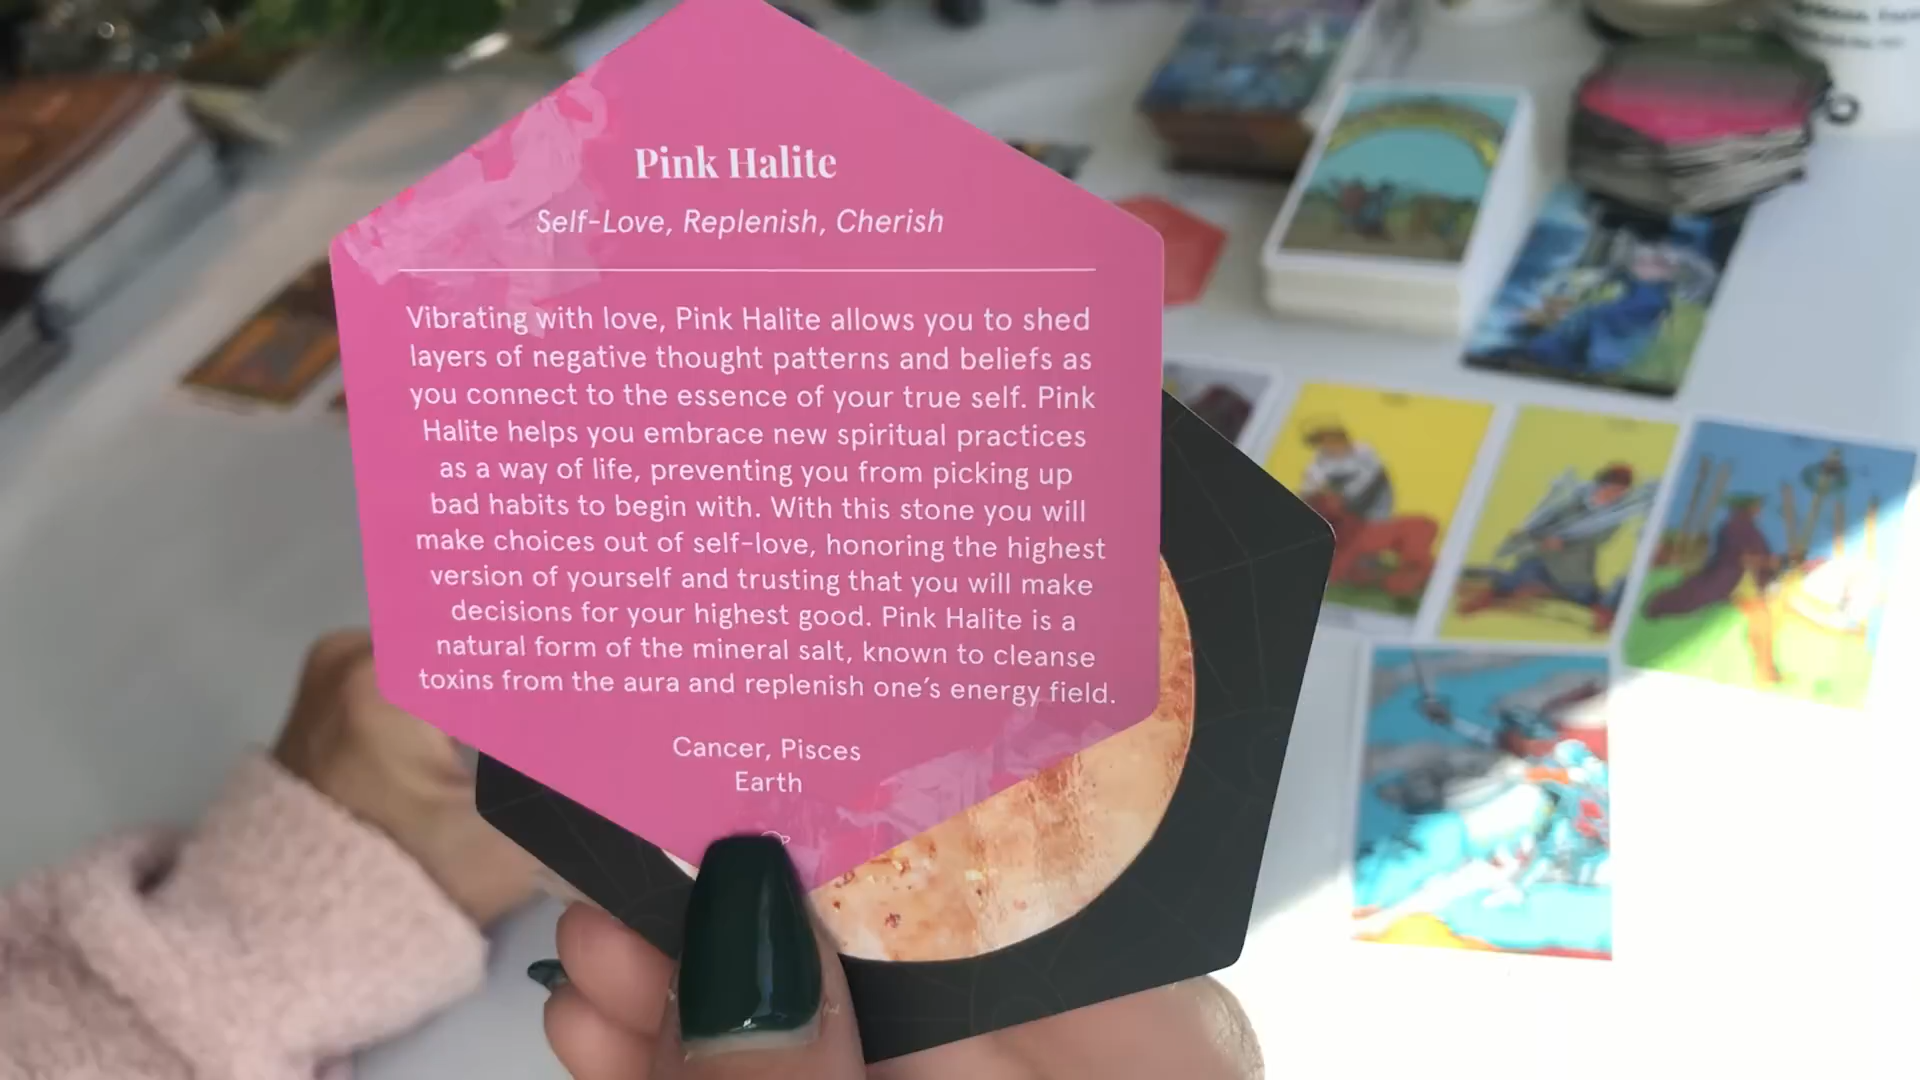 Pink Halite
Self-Love, Replenish, Cherish
Vibrating with love, Pink Halite allows you to shed
layers of negative thought patterns and beliefs as
you connect to the essence of your true self. Pink
Halite helps you embrace new spiritual practices
as a way of life, preventing you from picking up
bad habits to begin with. With this stone you will
make choices out of self-love, honoring the highest
version of yourself and trusting that you will make
decisions for your highest good. Pink Halite is a
natural form of the mineral salt, known to cleanse
toxins from the aura and replenish one's energy field.
Cancer, Pisces
Earth